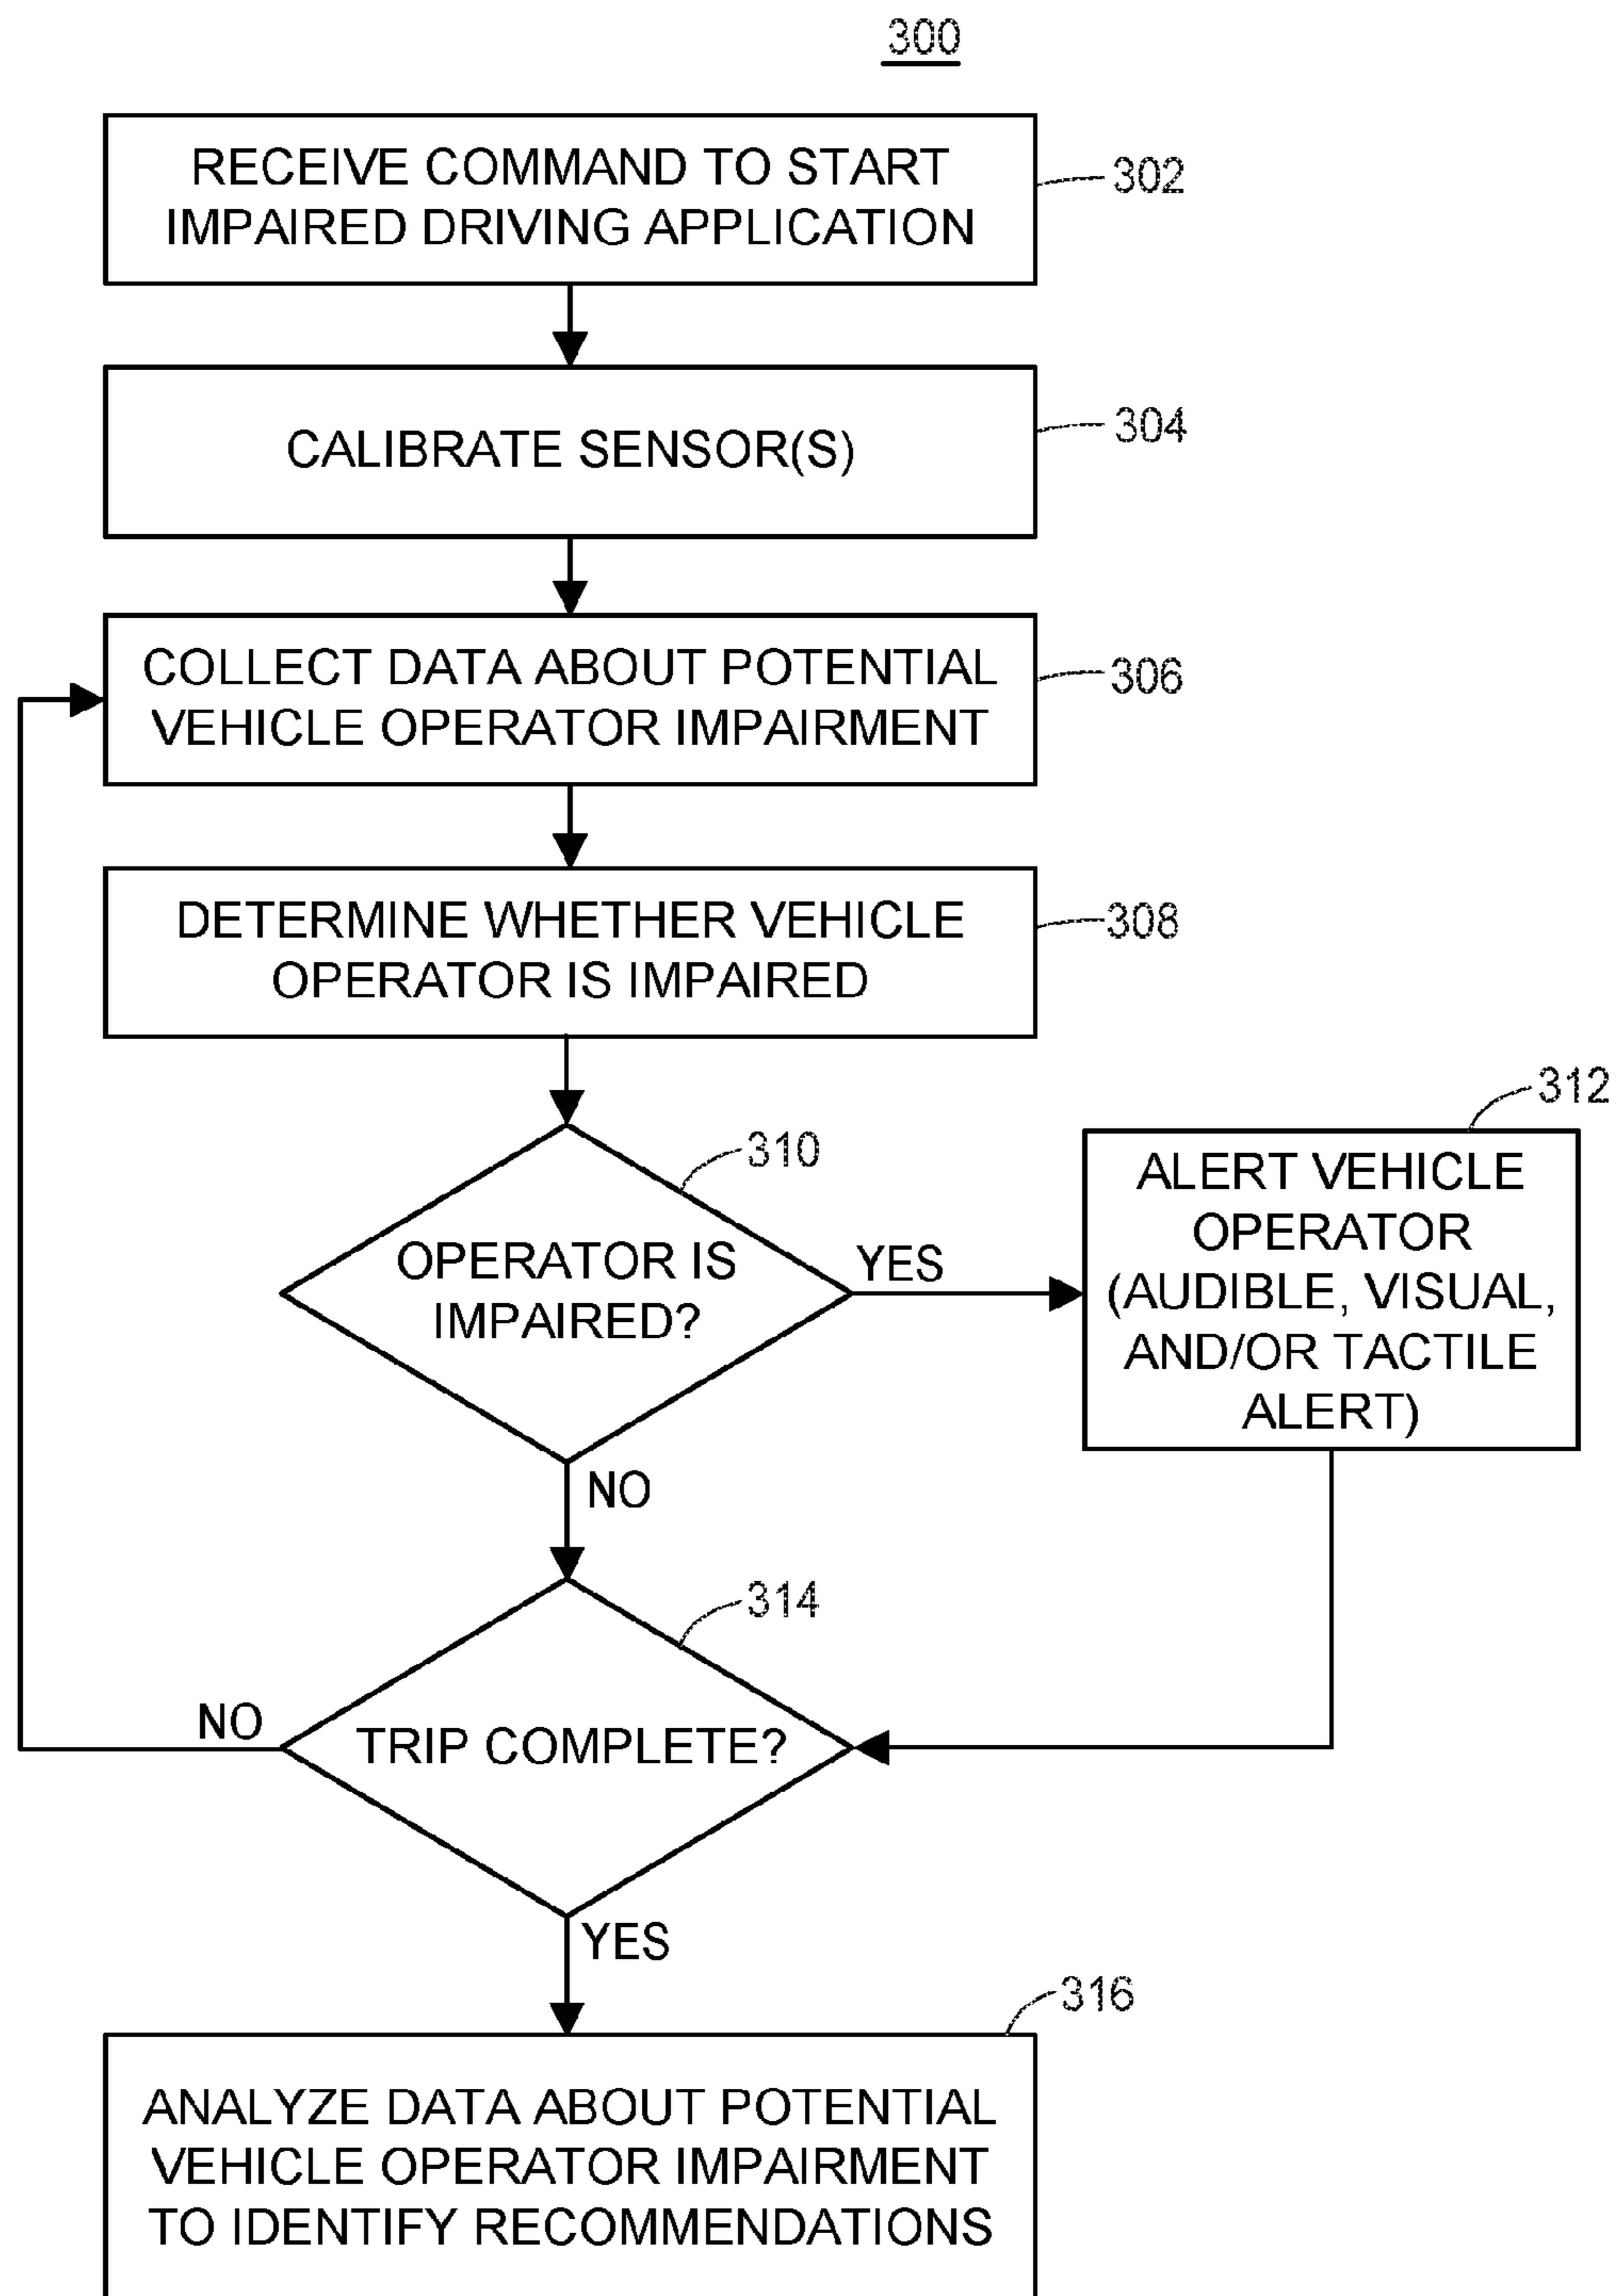 300
RECEIVE COMMAND TO START
IMPAIRED DRIVING APPLICATION
302
CALIBRATE SENSOR(S)
304
COLLECT DATA ABOUT POTENTIAL
VEHICLE OPERATOR IMPAIRMENT
306
DETERMINE WHETHER VEHICLE
OPERATOR IS IMPAIRED
308
310
OPERATOR IS
IMPAIRED?
YES
312
ALERT VEHICLE
OPERATOR
(AUDIBLE, VISUAL,
AND/OR TACTILE
ALERT)
NO
314
TRIP COMPLETE?
NO
YES
316
ANALYZE DATA ABOUT POTENTIAL
VEHICLE OPERATOR IMPAIRMENT
TO IDENTIFY RECOMMENDATIONS